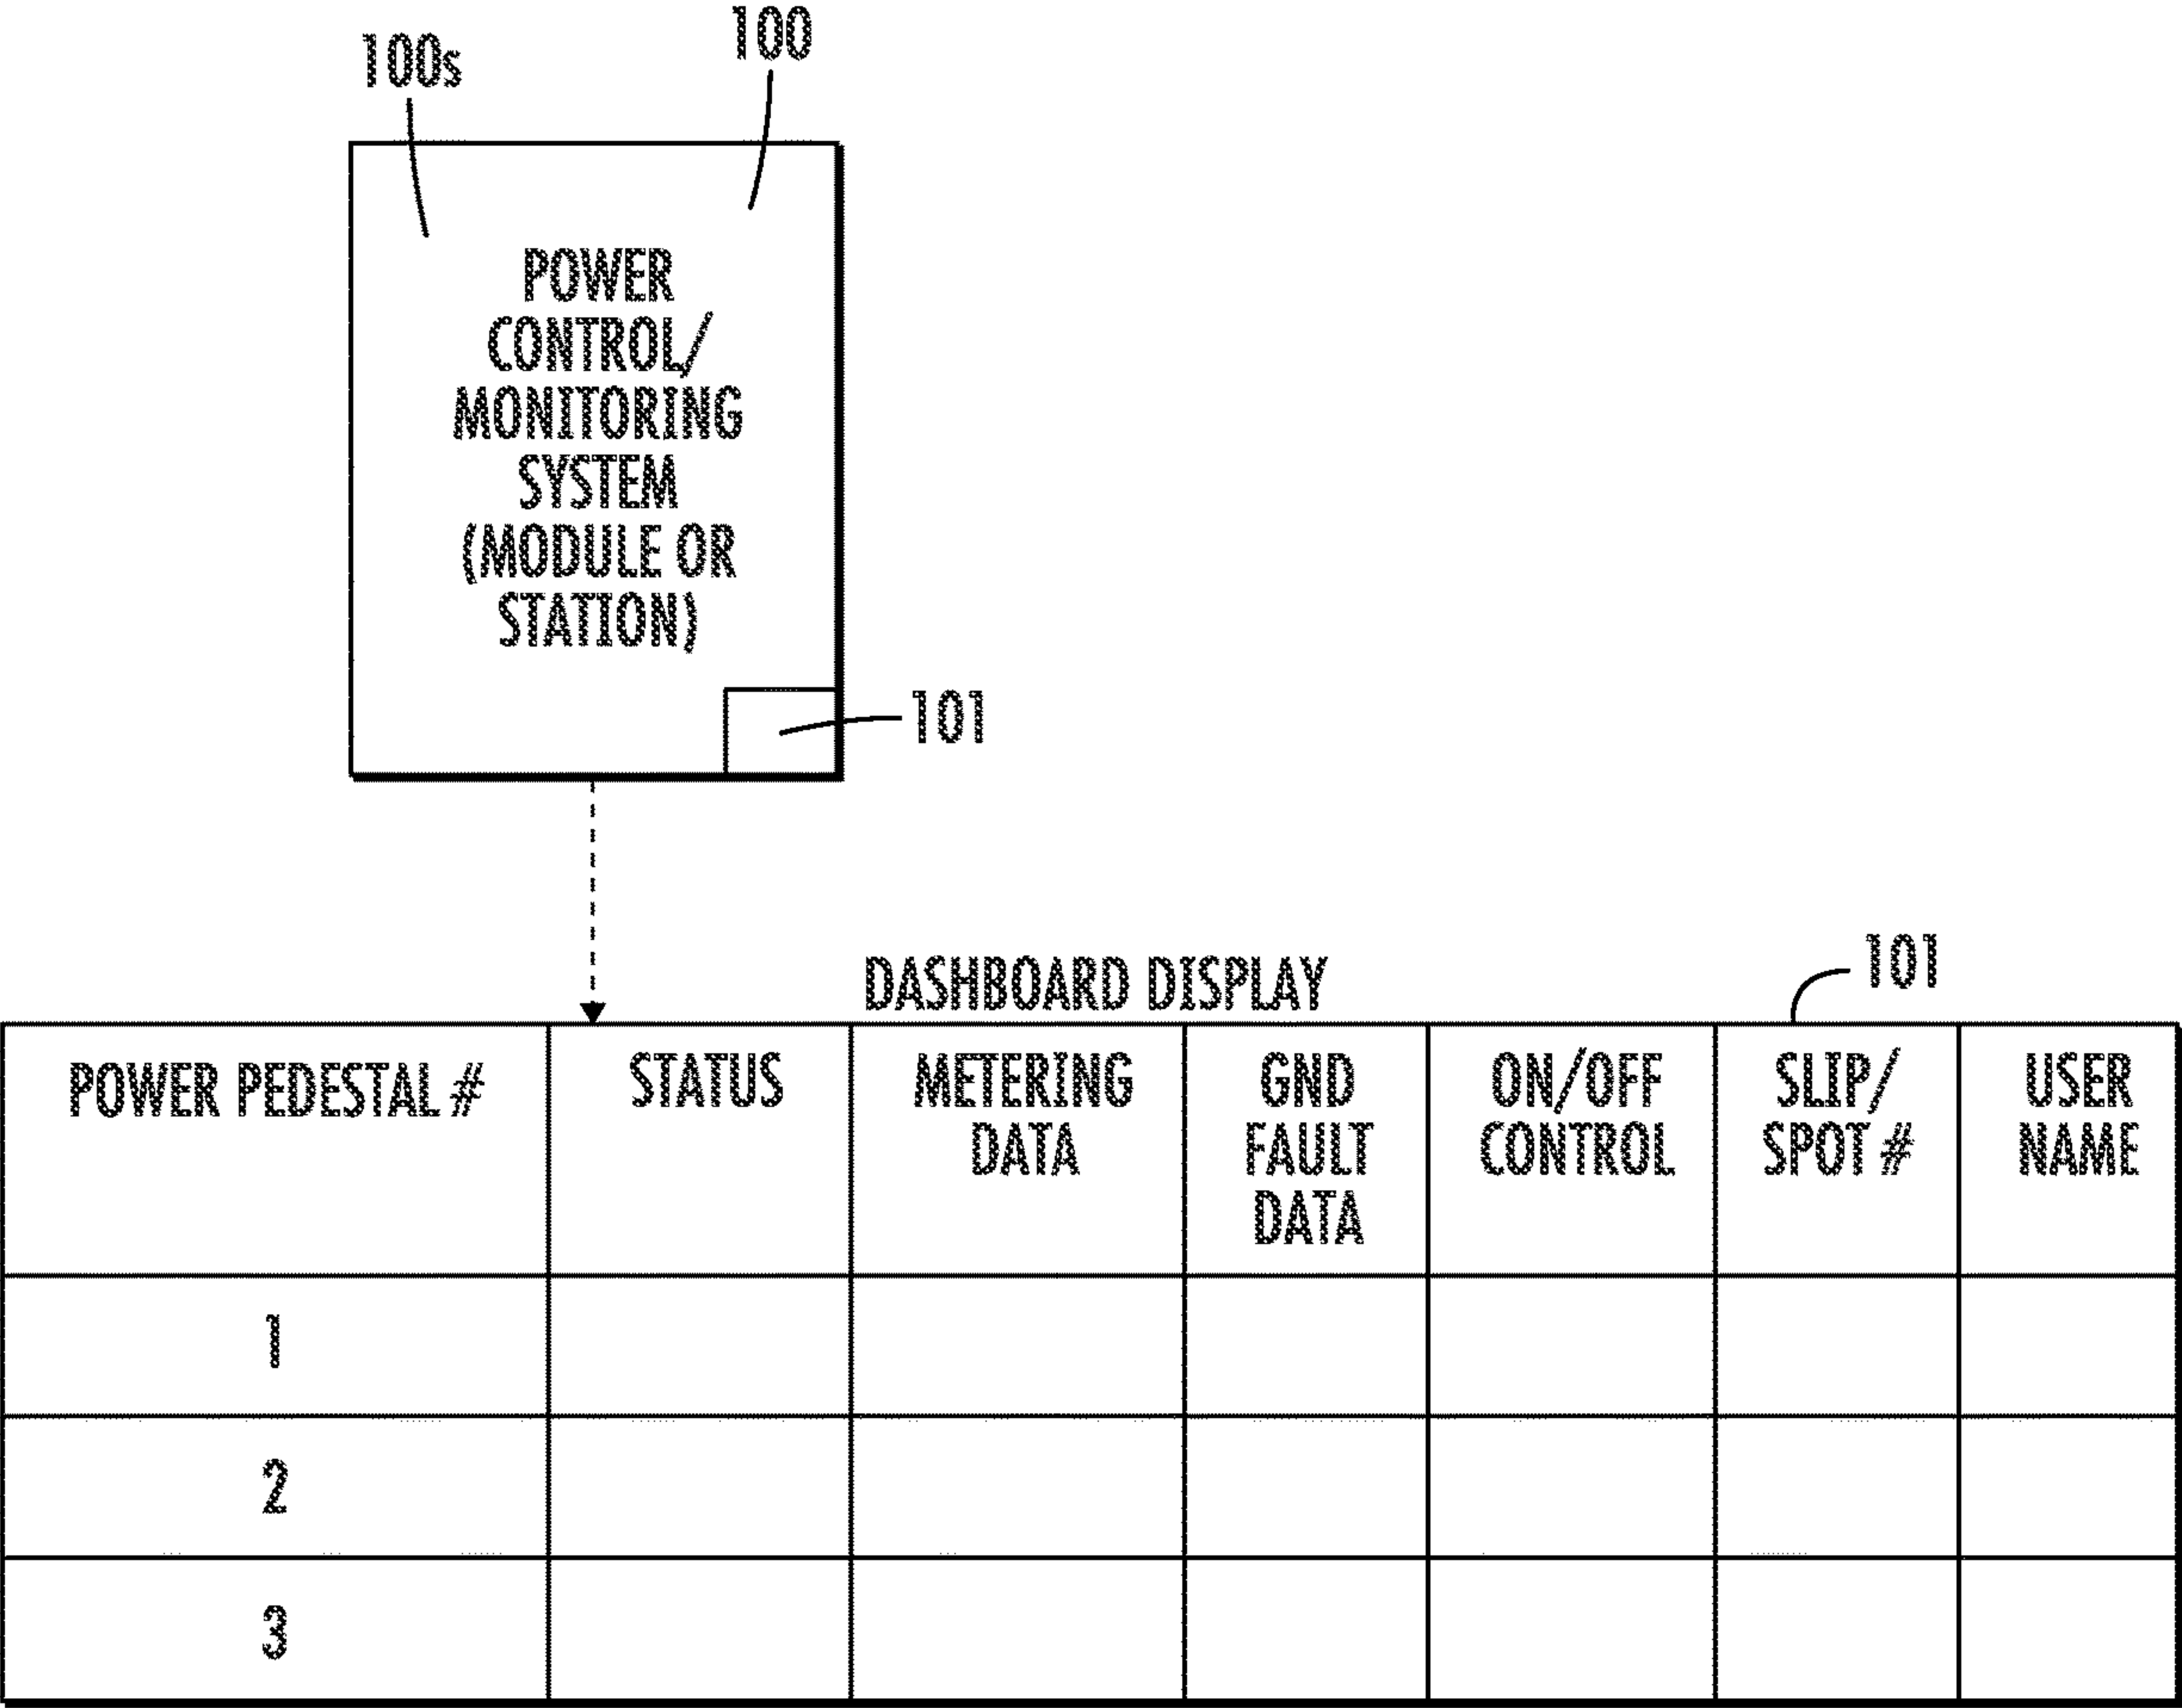 100s
100
POWER
CONTROL/
MONITORING
SYSTEM
(MODULE OR
STATION)
101
DASHBOARD DISPLAY
101
POWER PEDESTAL #
STATUS
METERING
DATA
GND
FAULT
DATA
ON/OFF
CONTROL
SLIP/
SPOT #
USER
NAME
1
2
3